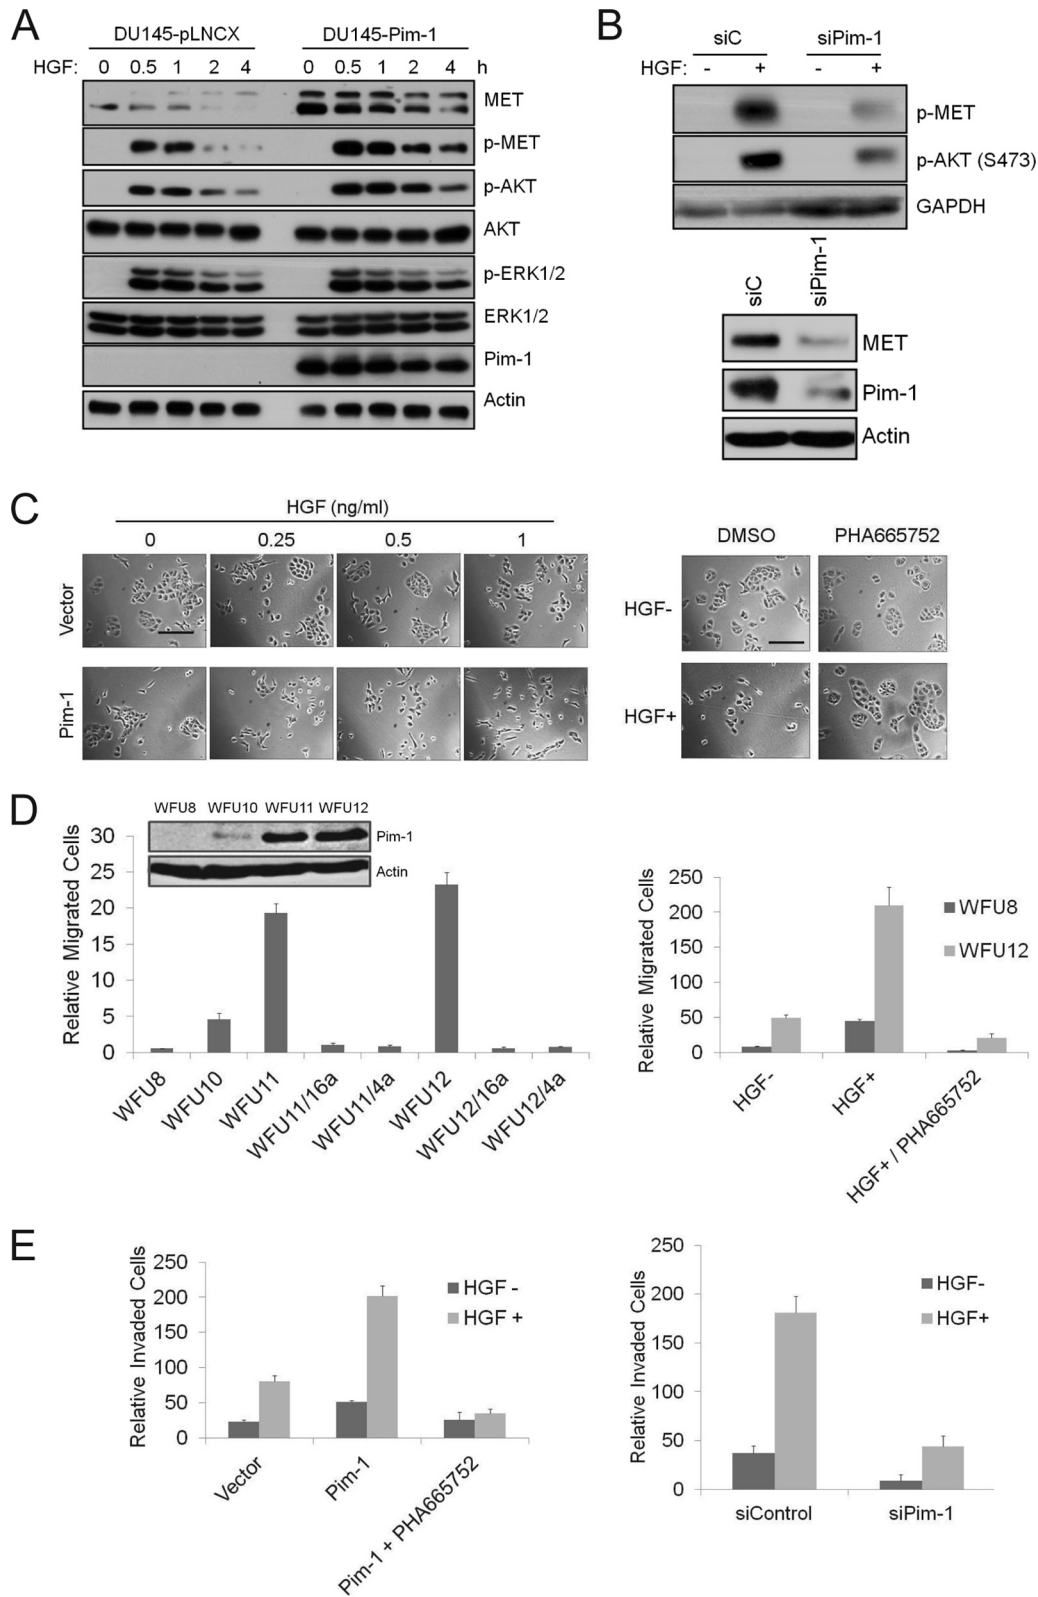 A
DU145-pLNCX DU145-Pim-1
HGF: 0 0.5 1 2 4 0 0.5 1 2 4 h
MET
p-MET
p-AKT
AKT
p-ERK1/2
ERK1/2
Pim-1
Actin
B
siC siPim-1
HGF: - + - +
p-MET
p-AKT (S473)
GAPDH
siC siPim-1
MET
Pim-1
Actin
C
HGF (ng/ml)
0 0.25 0.5 1
Vector
Pim-1
DMSO PHA665752
HGF-
HGF+
D
WFU8 WFU10 WFU11 WFU12
Pim-1
Actin
Relative Migrated Cells
30
25
20
15
10
5
0
WFU8 WFU10 WFU11 WFU11/16a WFU11/4a WFU12 WFU12/16a WFU12/4a
Relative Migrated Cells
250
200
150
100
50
0
WFU8
WFU12
HGF- HGF+ HGF+ / PHA665752
E
Relative Invaded Cells
250
200
150
100
50
0
HGF -
HGF +
Vector Pim-1 Pim-1 + PHA665752
Relative Invaded Cells
250
200
150
100
50
0
HGF-
HGF+
siControl siPim-1